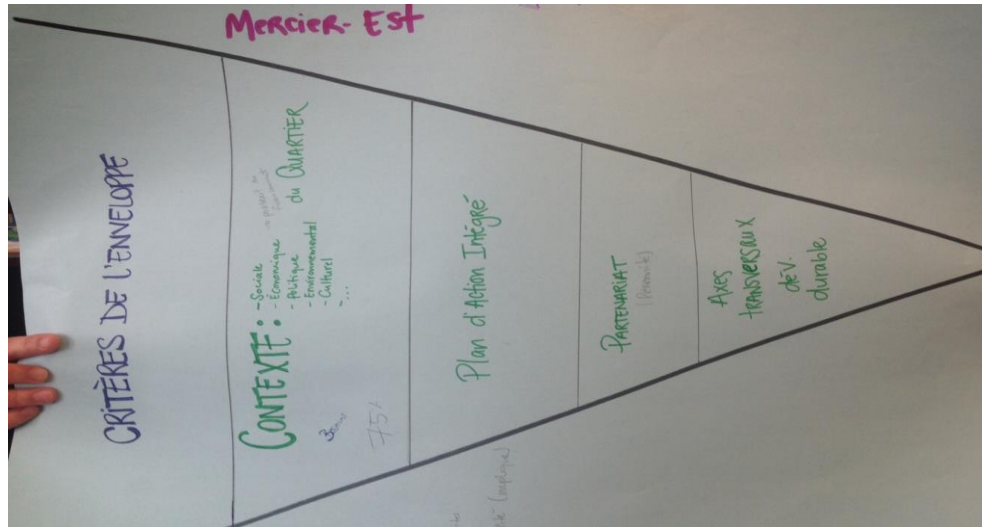 MERCIER-EST
CRITÈRES DE L'ENVELOPPE
CONTEXTE : - Sociale
- Économique
- Politique
- Environnemental
- Culturel
- ...
du QUARTIER
75%
Plan d'Action Intégré
PARTENARIAT
AXES
TRANSVERSAUX
dév.
durable